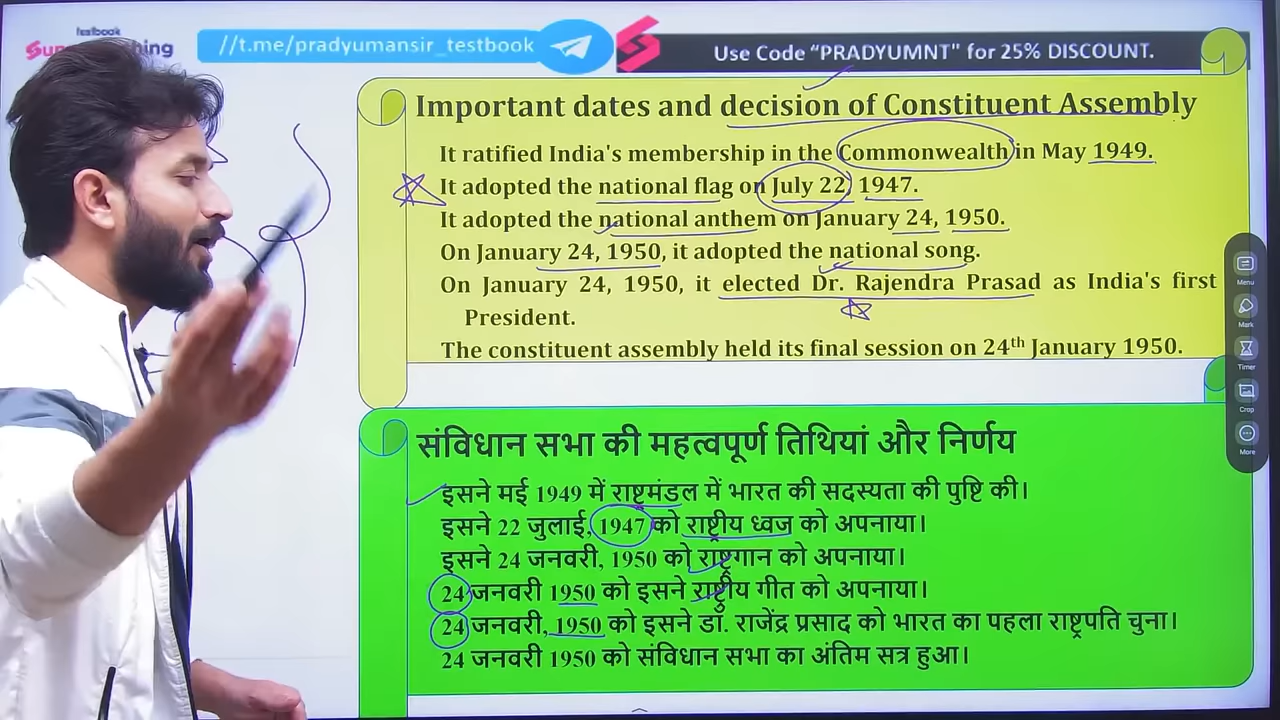 testbook
//t.me/pradyumansir_testbook
Use Code “PRADYUMNT" for 25% DISCOUNT.
Important dates and decision of Constituent Assembly
It ratified India's membership in the Commonwealth in May 1949.
It adopted the national flag on July 22, 1947.
It adopted the national anthem on January 24, 1950.
On January 24, 1950, it adopted the national song.
On January 24, 1950, it elected Dr. Rajendra Prasad as India's first
President.
The constituent assembly held its final session on 24th January 1950.
संविधान सभा की महत्वपूर्ण तिथियां और निर्णय
इसने मई 1949 में राष्ट्रमंडल में भारत की सदस्यता की पुष्टि की।
इसने 22 जुलाई, 1947 को राष्ट्रीय ध्वज को अपनाया।
इसने 24 जनवरी, 1950 को राष्ट्रगान को अपनाया।
24 जनवरी 1950 को इसने राष्ट्रीय गीत को अपनाया।
24 जनवरी, 1950 को इसने डॉ. राजेंद्र प्रसाद को भारत का पहला राष्ट्रपति चुना।
24 जनवरी 1950 को संविधान सभा का अंतिम सत्र हुआ।
Menu
Mark
Timer
Crop
More